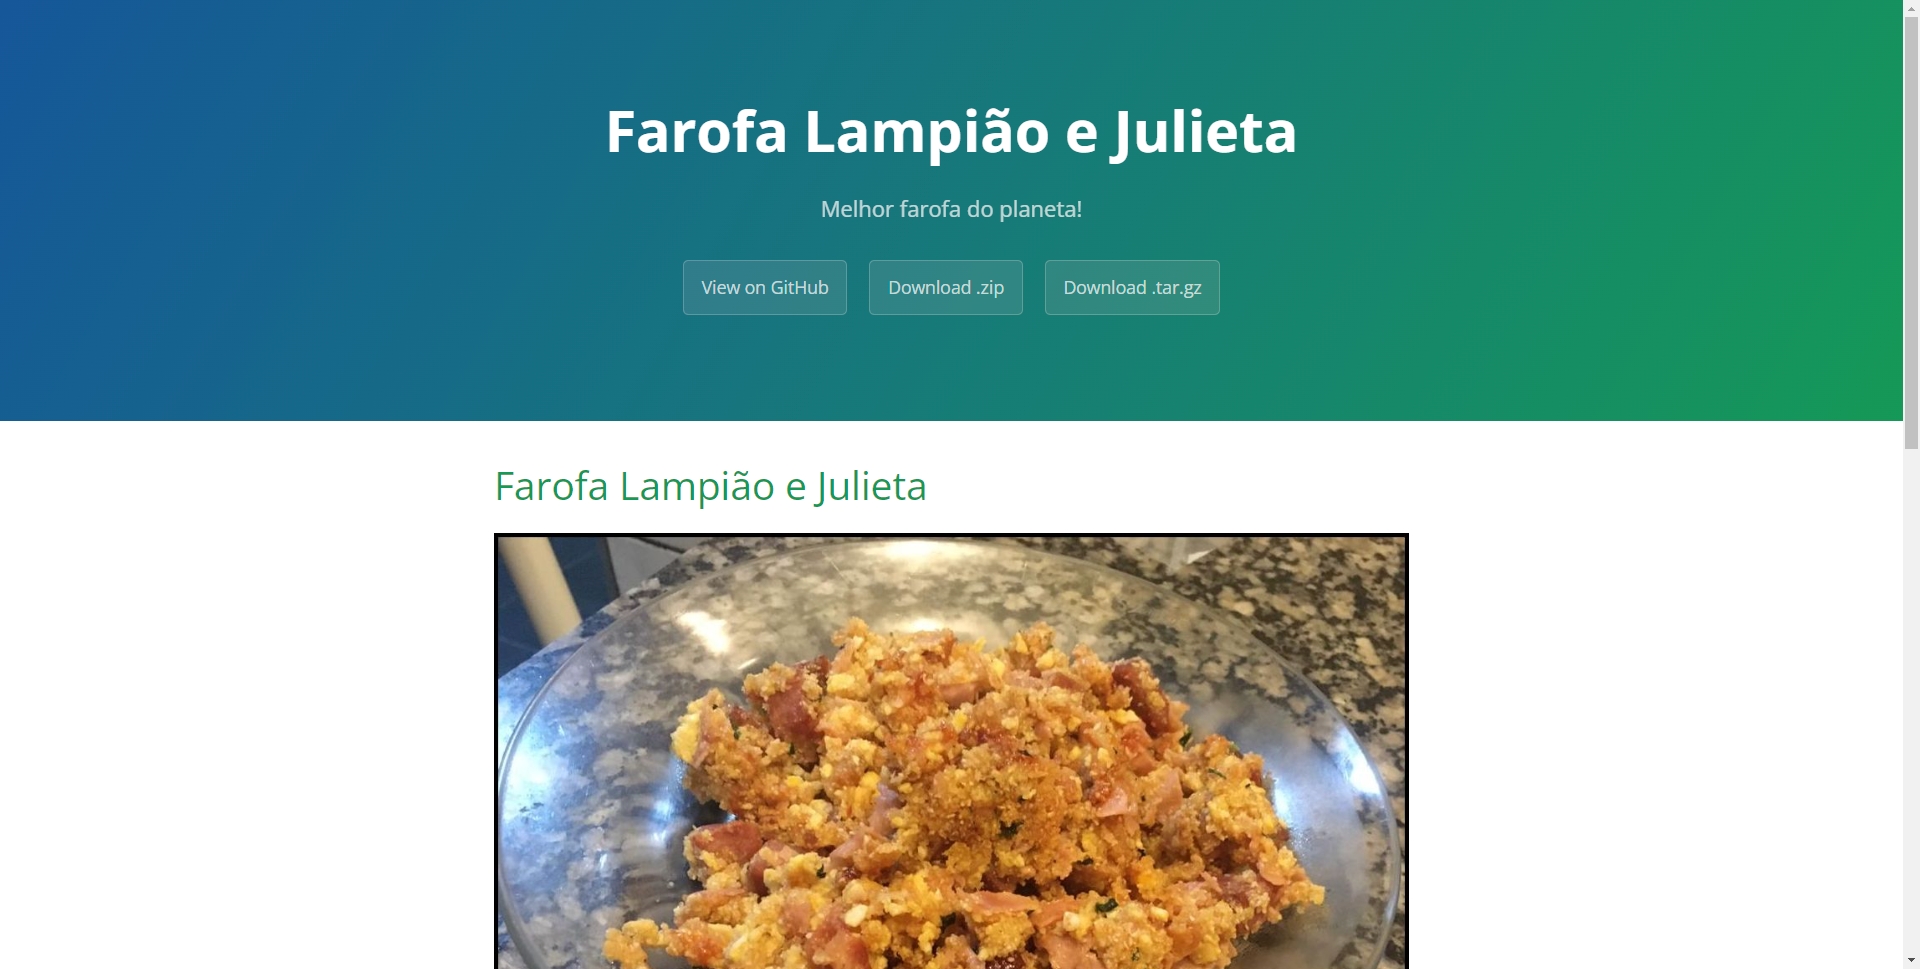 Farofa Lampião e Julieta
Melhor farofa do planeta!
View on GitHub
Download .zip
Download .tar.gz
Farofa Lampião e Julieta